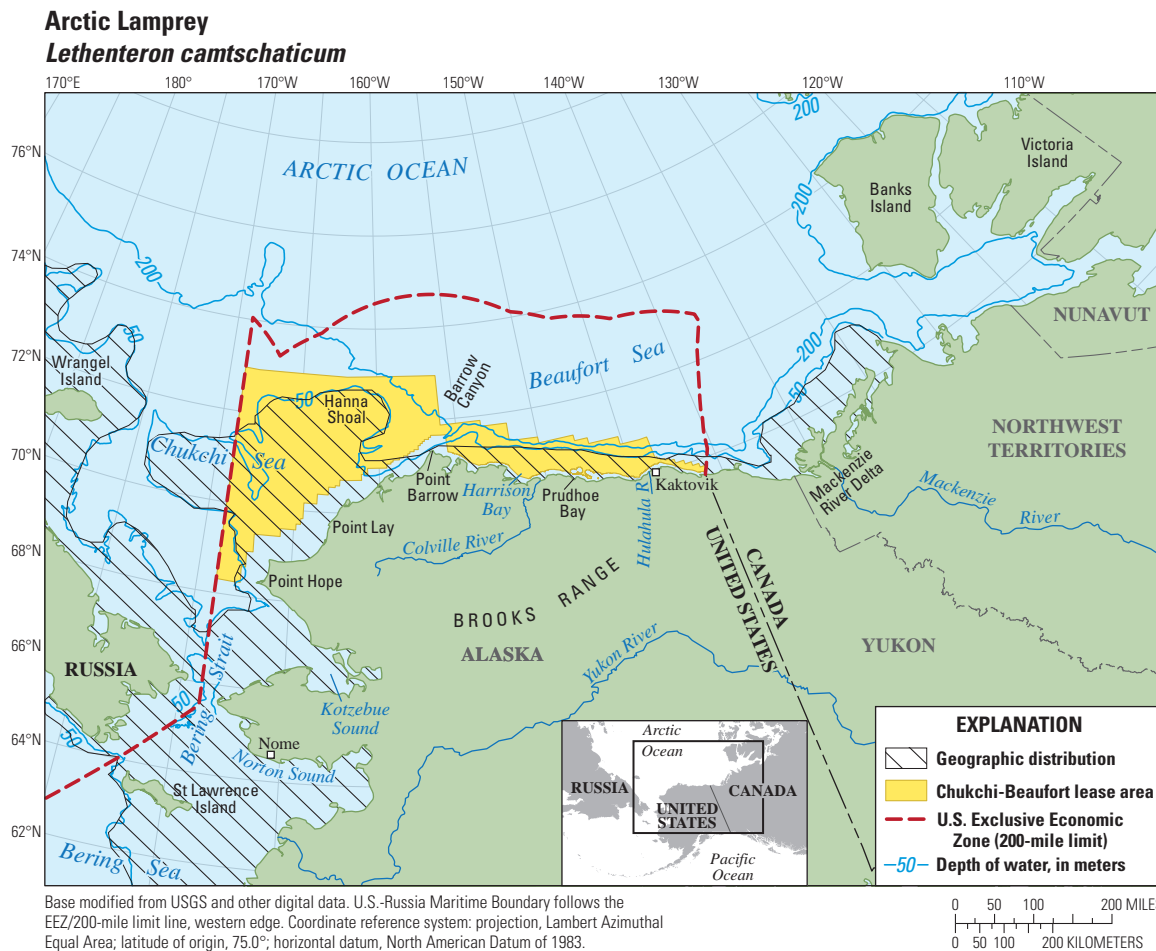 Arctic Lamprey
Lethenteron camtschaticum
170°E 180° 170°W 160°W 150°W 140°W 130°W 120°W 110°W
76°N
74°N
72°N
70°N
68°N
66°N
64°N
62°N
ARCTIC OCEAN
200
200
200
200
Victoria
Island
Banks
Island
NUNAVUT
50
Wrangel
Island
Beaufort Sea
Barrow
Canyon
50
Hanna
Shoal
50
Chukchi Sea
NORTHWEST
TERRITORIES
Point
Barrow
Harrison
Bay
Prudhoe
Bay
Kaktovik
Hulahula R
Mackenzie
River Delta
Mackenzie
River
Point Lay
Colville River
Point Hope
BROOKS RANGE
CANADA
UNITED STATES
ALASKA
YUKON
Yukon River
RUSSIA
Bering Strait
50
50
Kotzebue
Sound
Nome
Norton Sound
St Lawrence
Island
Bering Sea
Arctic
Ocean
RUSSIA
CANADA
UNITED
STATES
Pacific
Ocean
EXPLANATION
Geographic distribution
Chukchi-Beaufort lease area
U.S. Exclusive Economic
Zone (200-mile limit)
50 Depth of water, in meters
Base modified from USGS and other digital data. U.S.-Russia Maritime Boundary follows the
EEZ/200-mile limit line, western edge. Coordinate reference system: projection, Lambert Azimuthal
Equal Area; latitude of origin, 75.0°; horizontal datum, North American Datum of 1983.
0 50 100 200 MILE
0 50 100 200 KILOMETERS